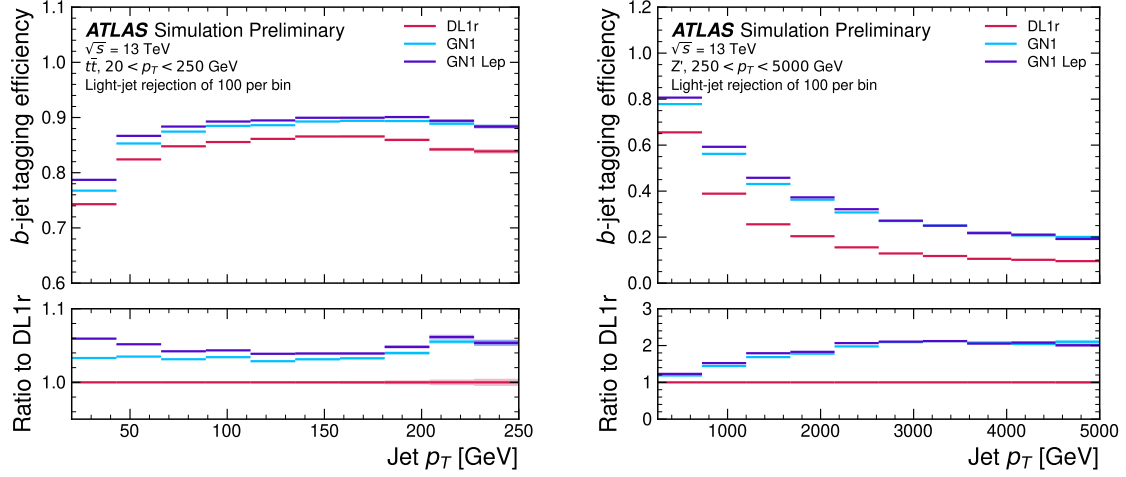 ATLAS Simulation Preliminary
√s = 13 TeV
tt̄, 20 < pT < 250 GeV
Light-jet rejection of 100 per bin
DL1r
GN1
GN1 Lep
b-jet tagging efficiency
1.1
1.0
0.9
0.8
0.7
0.6
Ratio to DL1r
1.1
1.0
50 100 150 200 250
Jet pT [GeV]
ATLAS Simulation Preliminary
√s = 13 TeV
Z', 250 < pT < 5000 GeV
Light-jet rejection of 100 per bin
DL1r
GN1
GN1 Lep
b-jet tagging efficiency
1.2
1.0
0.8
0.6
0.4
0.2
0.0
Ratio to DL1r
3
2
1
0
1000 2000 3000 4000 5000
Jet pT [GeV]